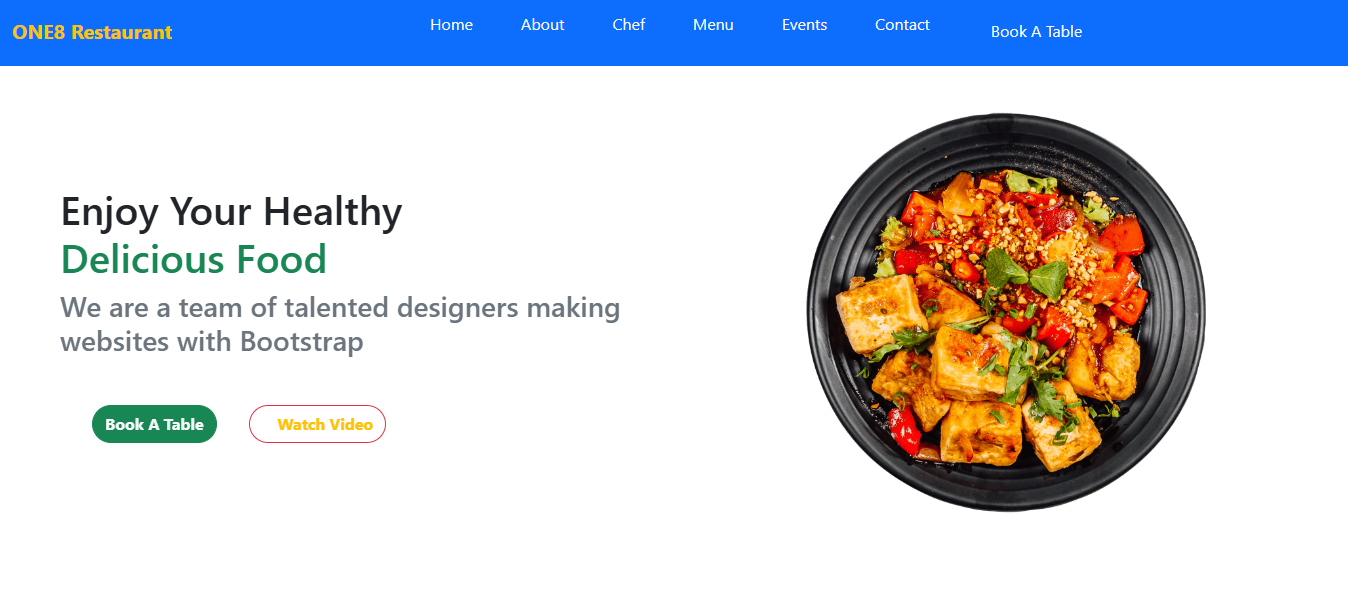 ONE8 Restaurant Home About Chef Menu Events Contact Book A Table
Enjoy Your Healthy
Delicious Food
We are a team of talented designers making
websites with Bootstrap
Book A Table Watch Video